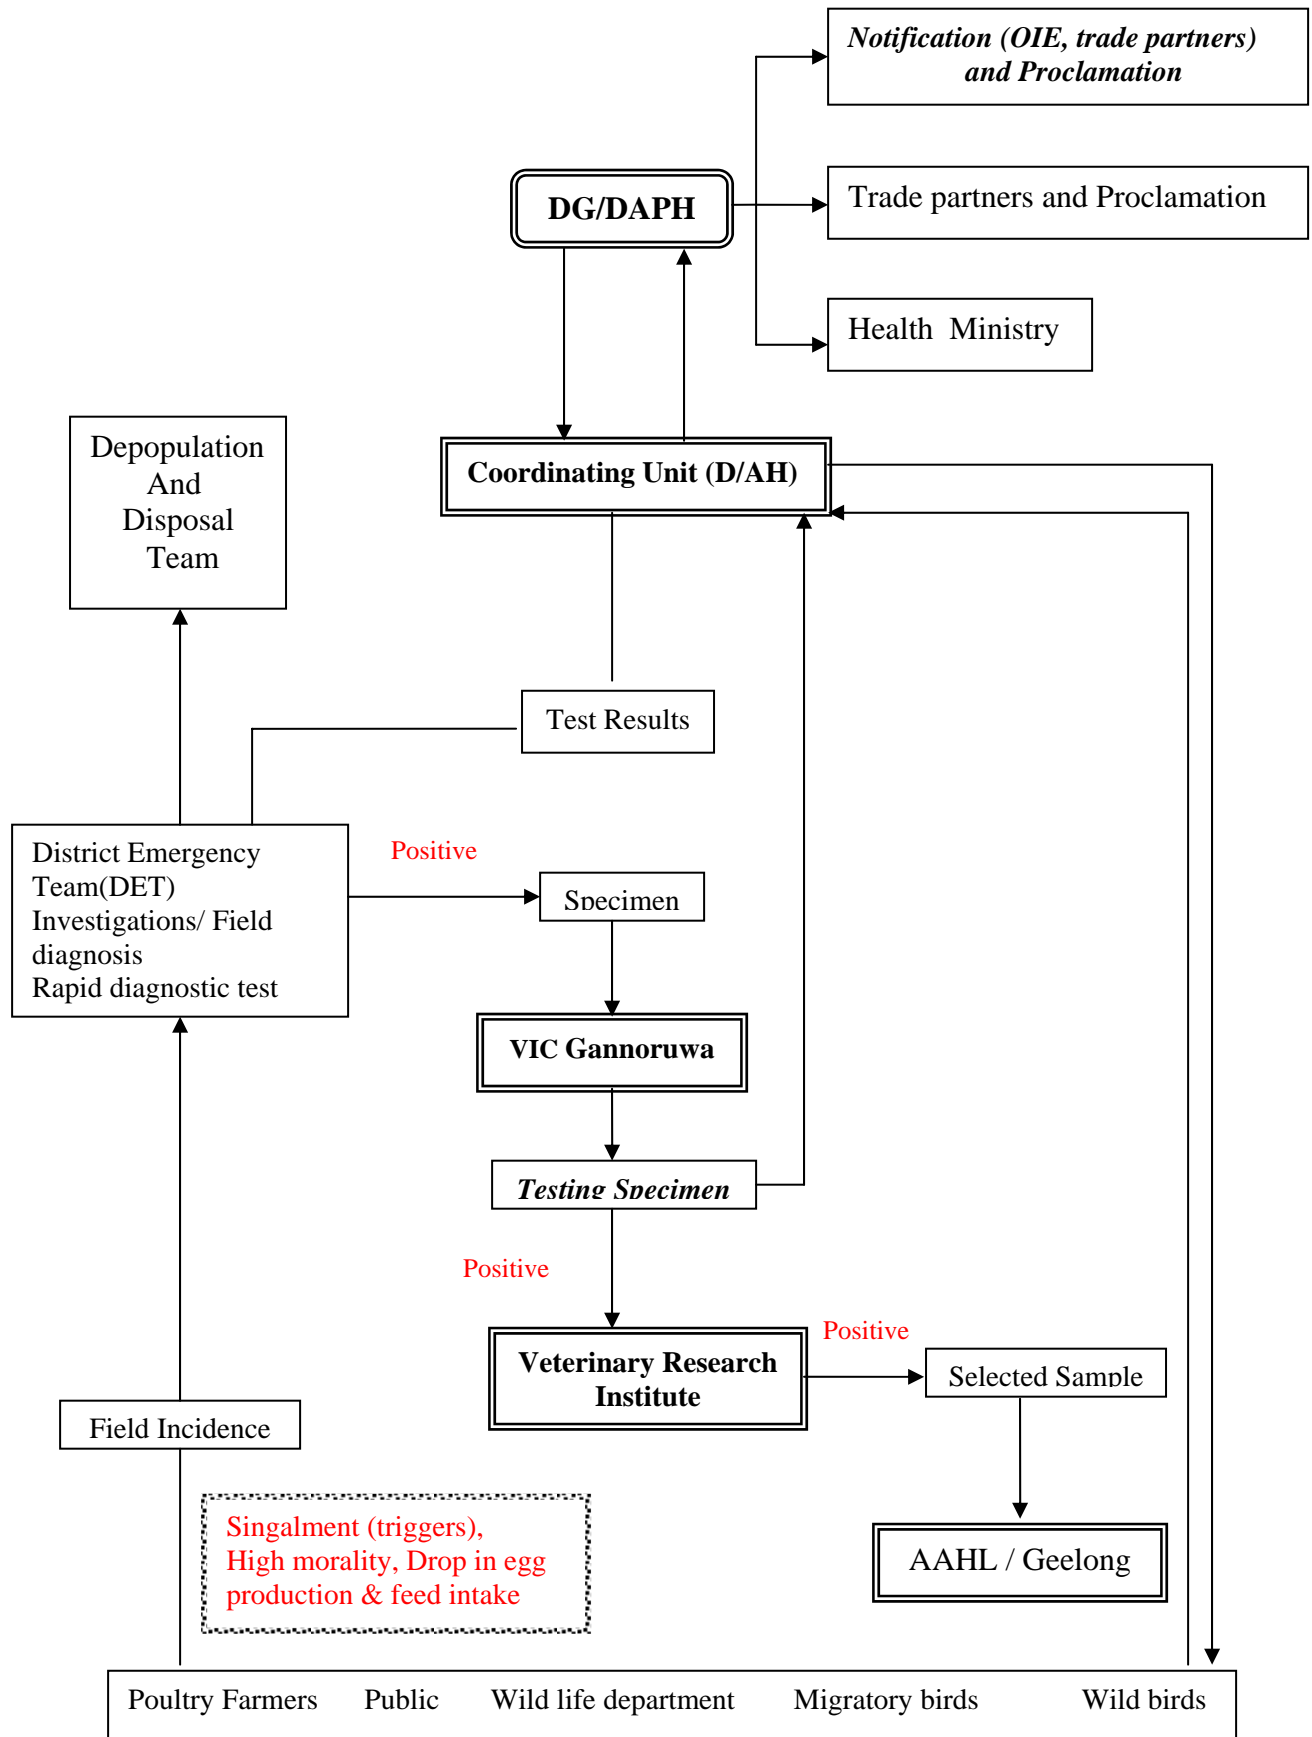 Notification (OIE, trade partners)
and Proclamation
DG/DAPH
Trade partners and Proclamation
Health Ministry
Depopulation
And
Disposal
Team
Coordinating Unit (D/AH)
Test Results
District Emergency
Team(DET)
Investigations/ Field
diagnosis
Rapid diagnostic test
Positive
Specimen
VIC Gannoruwa
Testing Specimen
Positive
Veterinary Research
Institute
Positive
Selected Sample
Field Incidence
Singalment (triggers),
High morality, Drop in egg
production & feed intake
AAHL / Geelong
Poultry Farmers Public Wild life department Migratory birds Wild birds